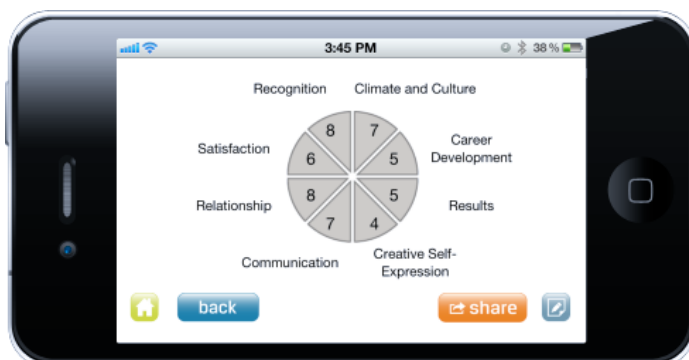 3:45 PM
38%
Recognition
Climate and Culture
8
7
Satisfaction
6
5
Career
Development
Relationship
8
5
Results
7
4
Communication
Creative Self-
Expression
back
share